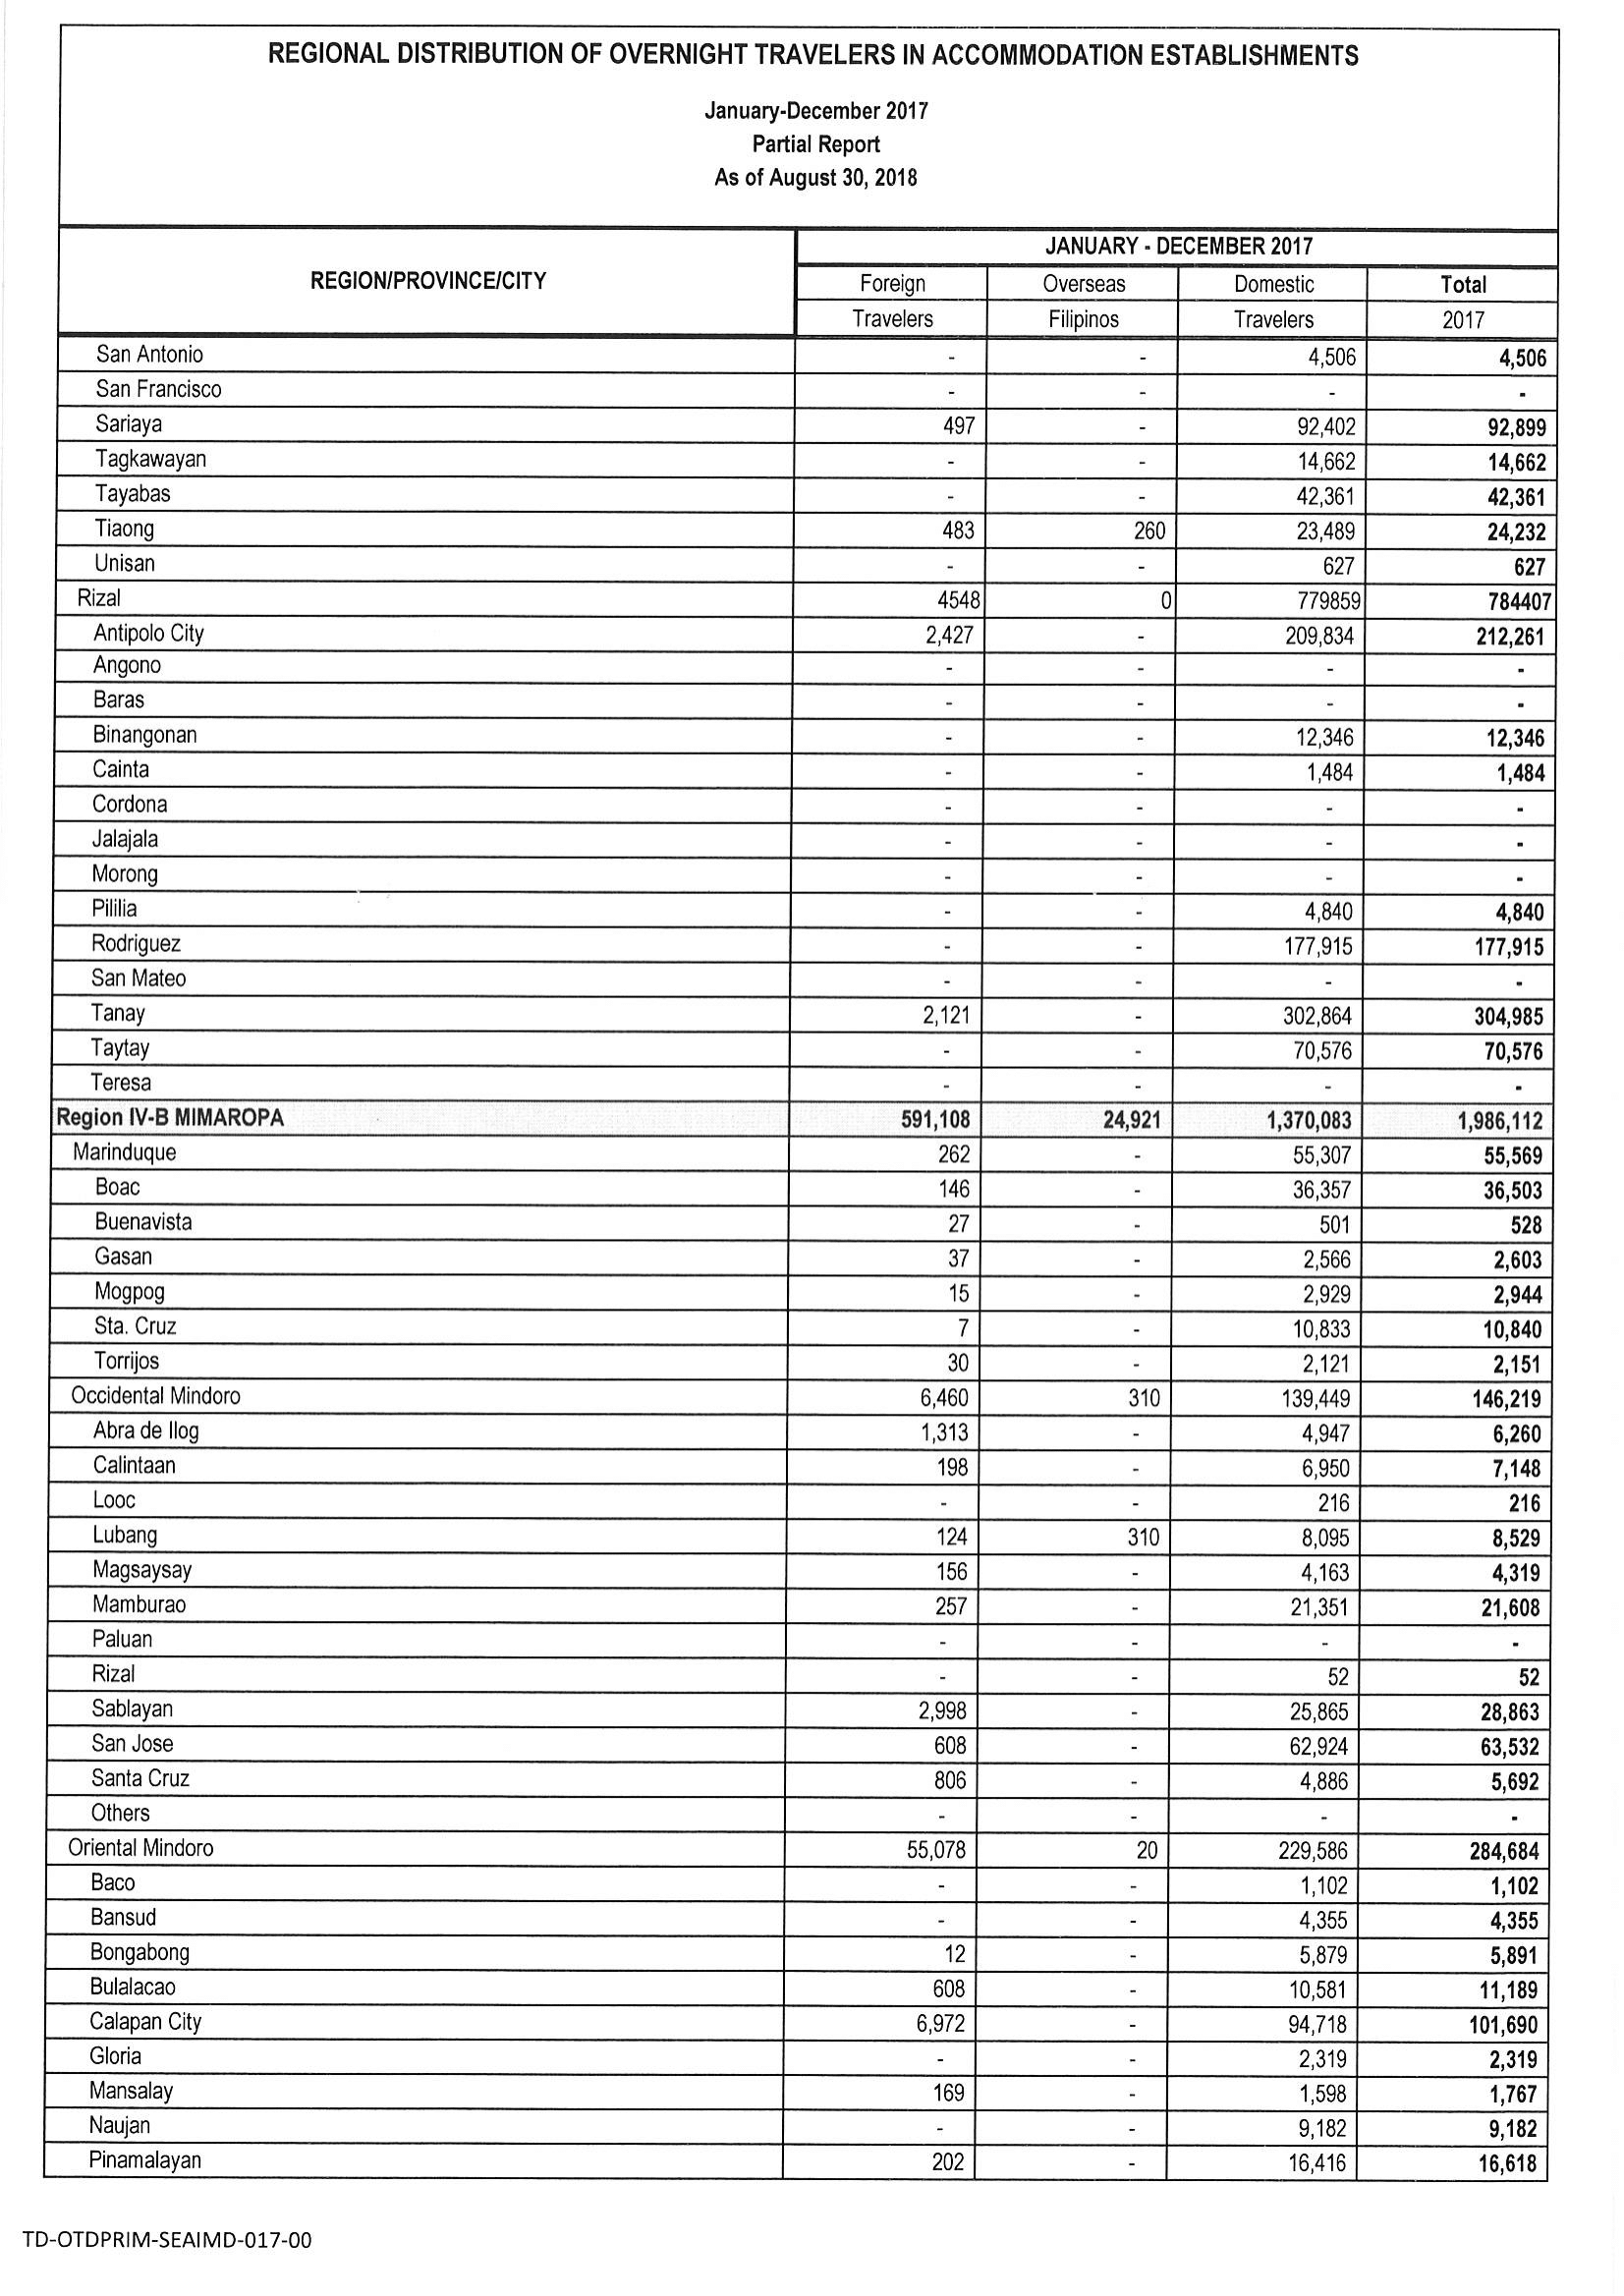 REGIONAL DISTRIBUTION OF OVERNIGHT TRAVELERS IN ACCOMMODATION ESTABLISHMENTS
January-December 2017
Partial Report
As of August 30, 2018
REGION/PROVINCE/CITY
JANUARY - DECEMBER 2017
Foreign Overseas Domestic Total
Travelers Filipinos Travelers 2017
San Antonio - - 4,506 4,506
San Francisco - - - -
Sariaya 497 - 92,402 92,899
Tagkawayan - - 14,662 14,662
Tayabas - - 42,361 42,361
Tiaong 483 260 23,489 24,232
Unisan - - 627 627
Rizal 4548 0 779859 784407
Antipolo City 2,427 - 209,834 212,261
Angono - - - -
Baras - - - -
Binangonan - - 12,346 12,346
Cainta - - 1,484 1,484
Cordona - - - -
Jalajala - - - -
Morong - - - -
Pililia - - 4,840 4,840
Rodriguez - - 177,915 177,915
San Mateo - - - -
Tanay 2,121 - 302,864 304,985
Taytay - - 70,576 70,576
Teresa - - - -
Region IV-B MIMAROPA 591,108 24,921 1,370,083 1,986,112
Marinduque 262 - 55,307 55,569
Boac 146 - 36,357 36,503
Buenavista 27 - 501 528
Gasan 37 - 2,566 2,603
Mogpog 15 - 2,929 2,944
Sta. Cruz 7 - 10,833 10,840
Torrijos 30 - 2,121 2,151
Occidental Mindoro 6,460 310 139,449 146,219
Abra de Ilog 1,313 - 4,947 6,260
Calintaan 198 - 6,950 7,148
Looc - - 216 216
Lubang 124 310 8,095 8,529
Magsaysay 156 - 4,163 4,319
Mamburao 257 - 21,351 21,608
Paluan - - - -
Rizal - - 52 52
Sablayan 2,998 - 25,865 28,863
San Jose 608 - 62,924 63,532
Santa Cruz 806 - 4,886 5,692
Others - - - -
Oriental Mindoro 55,078 20 229,586 284,684
Baco - - 1,102 1,102
Bansud - - 4,355 4,355
Bongabong 12 - 5,879 5,891
Bulalacao 608 - 10,581 11,189
Calapan City 6,972 - 94,718 101,690
Gloria - - 2,319 2,319
Mansalay 169 - 1,598 1,767
Naujan - - 9,182 9,182
Pinamalayan 202 - 16,416 16,618
TD-OTDPRIM-SEAIMD-017-00